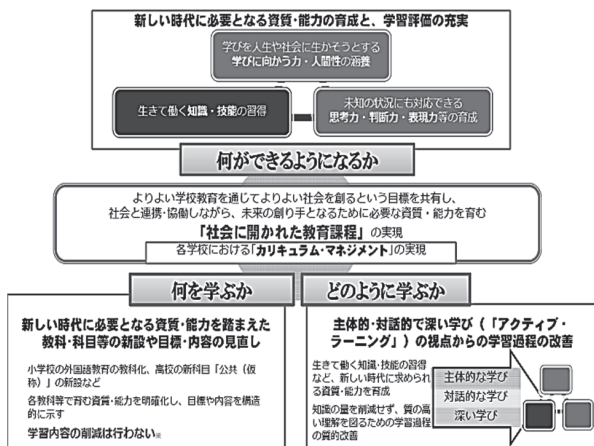 新しい時代に必要となる資質・能力の育成と、学習評価の充実
学びを人生や社会に生かそうとする
学びに向かう力・人間性の涵養
生きて働く知識・技能の習得
未知の状況にも対応できる
思考力・判断力・表現力等の育成
何ができるようになるか
よりよい学校教育を通じてよりよい社会を創るという目標を共有し、
社会と連携・協働しながら、未来の創り手となるために必要な資質・能力を育む
「社会に開かれた教育課程」の実現
各学校における「カリキュラム・マネジメント」の実現
何を学ぶか
新しい時代に必要となる資質・能力を踏まえた
教科・科目等の新設や目標・内容の見直し
小学校の外国語教育の教科化、高校の新科目「公共（仮
称）」の新設など
各教科等で育む資質・能力を明確化し、目標や内容を構造
的に示す
学習内容の削減は行わない※
どのように学ぶか
主体的・対話的で深い学び（「アクティブ・
ラーニング」）の視点からの学習過程の改善
生きて働く知識・技能の習得
など、新しい時代に求められ
る資質・能力を育成
知識の量を削減せず、質の高
い理解を図るための学習過程
の質的改善
主体的な学び
対話的な学び
深い学び